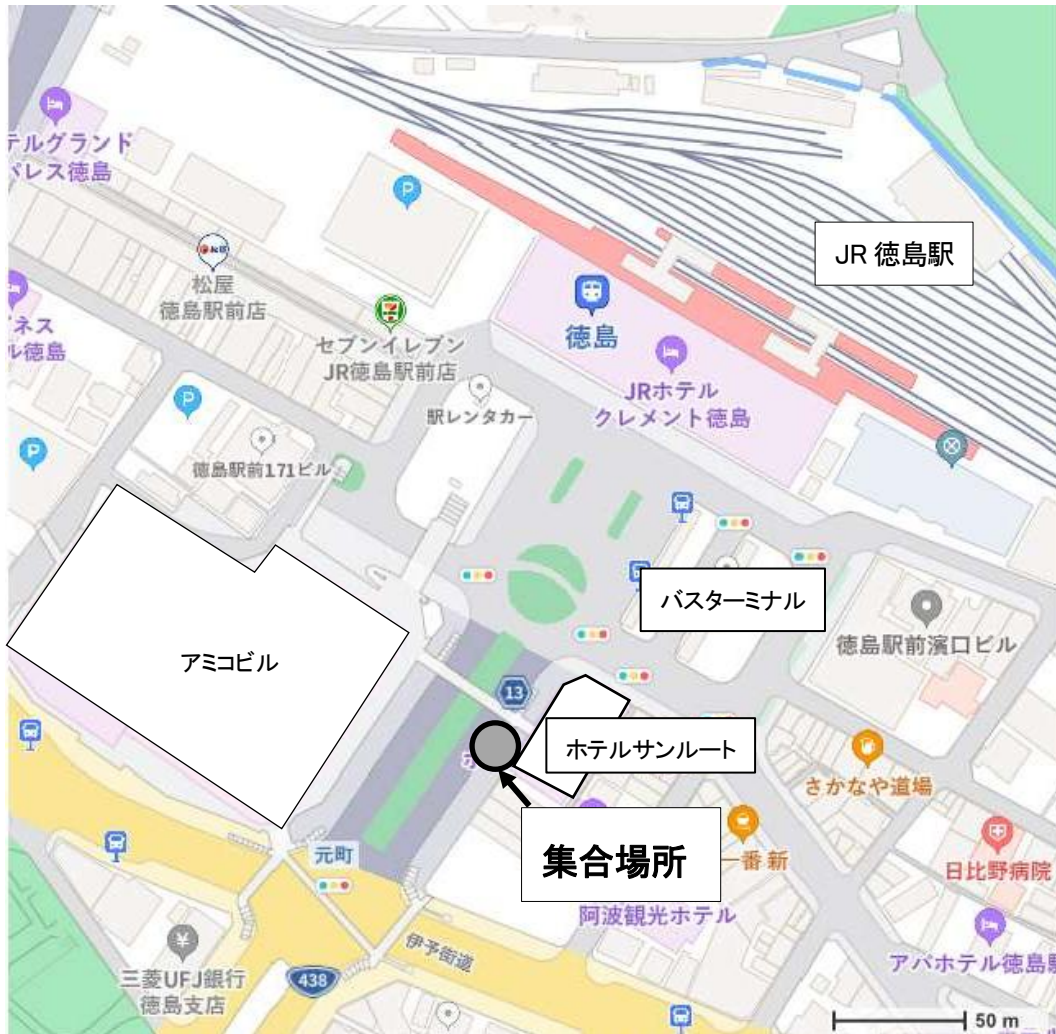 テルグランド
パレス徳島
P
JR 徳島駅
松屋
徳島駅前店
徳島
セブンイレブン
JR徳島駅前店
JRホテル
クレメント徳島
ネス
ル徳島
駅レンタカー
P
P
徳島駅前171ビル
バスターミナル
徳島駅前濱口ビル
アミコビル
13
ホテルサンルート
さかなや道場
集合場所
一番 新
日比野病院
元町
阿波観光ホテル
伊予街道
アパホテル徳島駅
三菱UFJ銀行
徳島支店
438
50 m